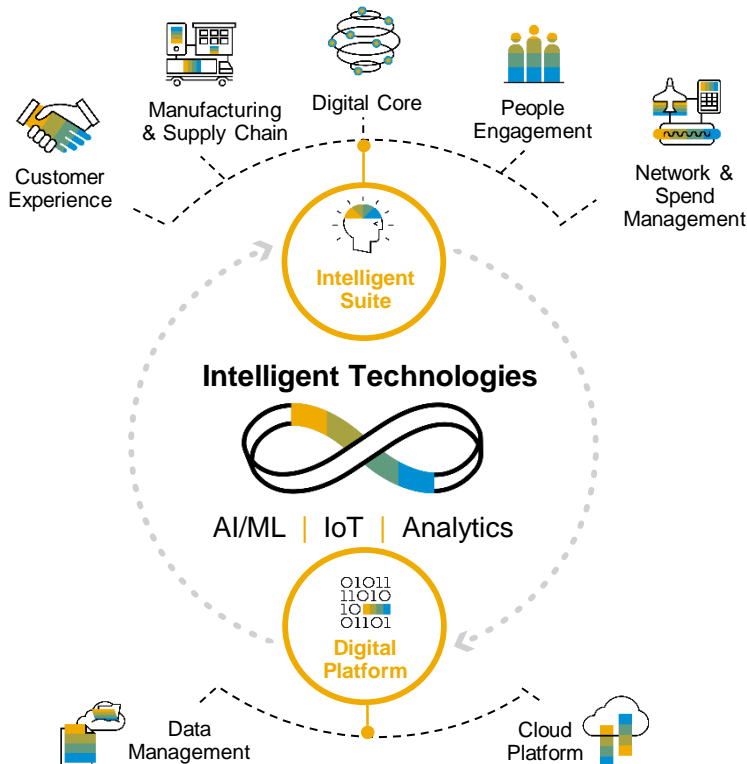 Digital Core
Manufacturing
& Supply Chain
People
Engagement
Customer
Experience
Network &
Spend
Management
Intelligent
Suite
Intelligent Technologies
AI/ML | IoT | Analytics
01011
11010
10
01101
Digital
Platform
Data
Management
Cloud
Platform